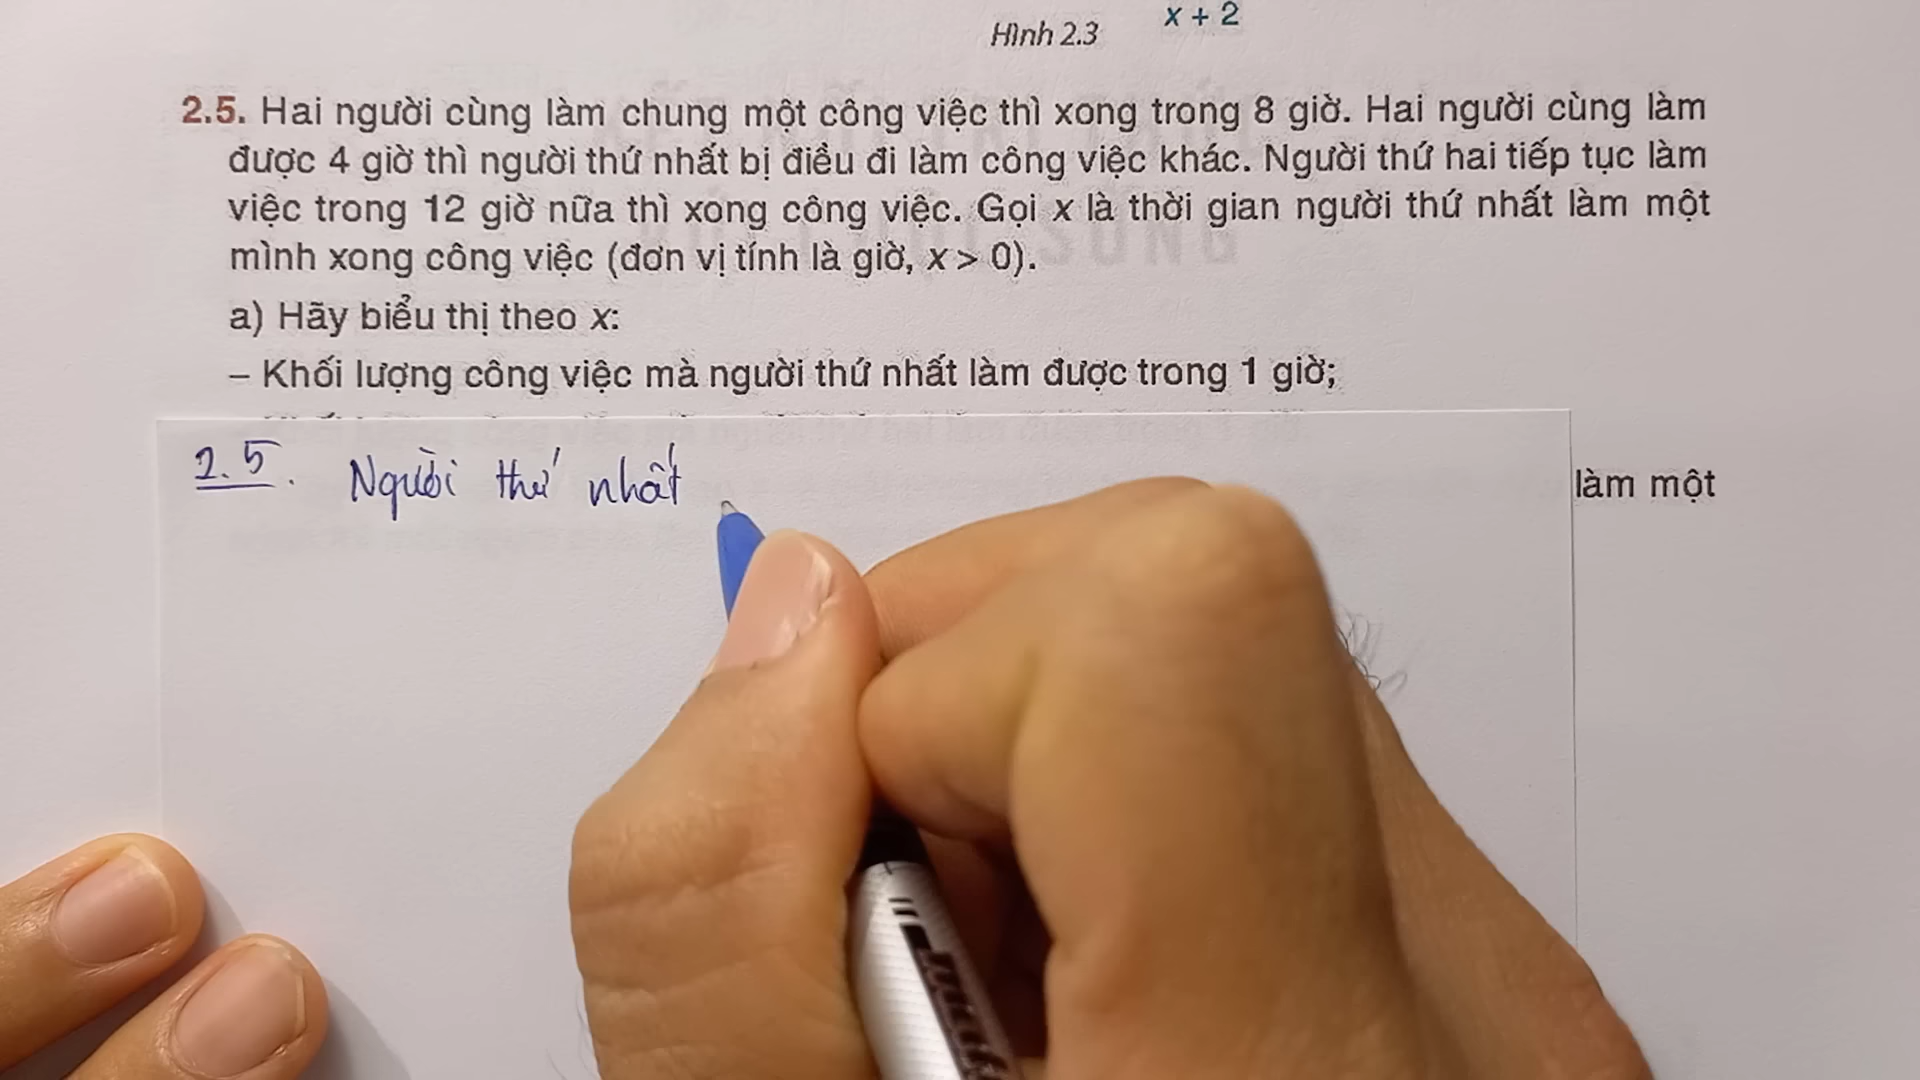 x + 2
Hình 2.3
2.5. Hai người cùng làm chung một công việc thì xong trong 8 giờ. Hai người cùng làm
được 4 giờ thì người thứ nhất bị điều đi làm công việc khác. Người thứ hai tiếp tục làm
việc trong 12 giờ nữa thì xong công việc. Gọi x là thời gian người thứ nhất làm một
mình xong công việc (đơn vị tính là giờ, x > 0).
a) Hãy biểu thị theo x:
– Khối lượng công việc mà người thứ nhất làm được trong 1 giờ;
2.5. Người thứ nhất
làm một